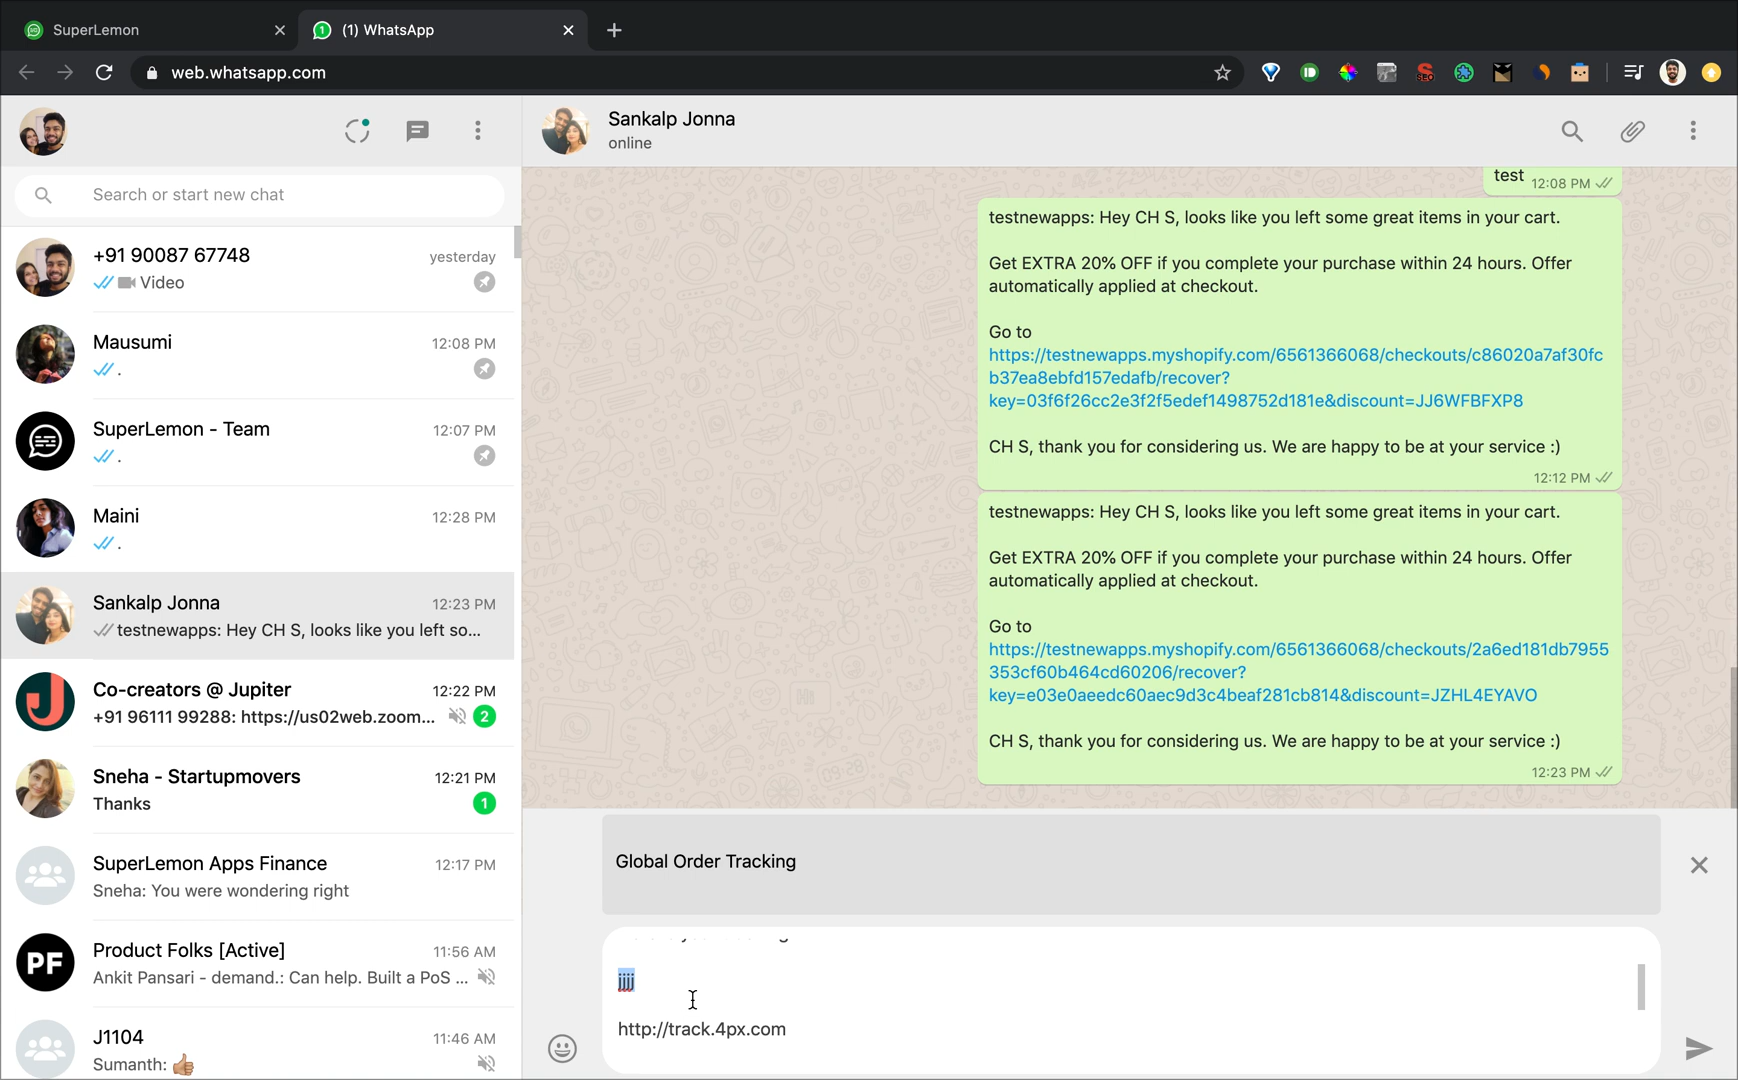 SuperLemon
(1) WhatsApp
web.whatsapp.com
Sankalp Jonna
online
Search or start new chat
+91 90087 67748
yesterday
Video
Mausumi
12:08 PM
.
SuperLemon - Team
12:07 PM
.
Maini
12:28 PM
.
Sankalp Jonna
12:23 PM
testnewapps: Hey CH S, looks like you left so...
Co-creators @ Jupiter
12:22 PM
+91 96111 99288: https://us02web.zoom...
2
Sneha - Startupmovers
12:21 PM
Thanks
1
SuperLemon Apps Finance
12:17 PM
Sneha: You were wondering right
PF
Product Folks [Active]
11:56 AM
Ankit Pansari - demand.: Can help. Built a PoS ...
J1104
11:46 AM
Sumanth: 👍🏽
test
12:08 PM
testnewapps: Hey CH S, looks like you left some great items in your cart.
Get EXTRA 20% OFF if you complete your purchase within 24 hours. Offer
automatically applied at checkout.
Go to
https://testnewapps.myshopify.com/6561366068/checkouts/c86020a7af30fc
b37ea8ebfd157edafb/recover?
key=03f6f26cc2e3f2f5edef1498752d181e&discount=JJ6WFBFXP8
CH S, thank you for considering us. We are happy to be at your service :)
12:12 PM
testnewapps: Hey CH S, looks like you left some great items in your cart.
Get EXTRA 20% OFF if you complete your purchase within 24 hours. Offer
automatically applied at checkout.
Go to
https://testnewapps.myshopify.com/6561366068/checkouts/2a6ed181db7955
353cf60b464cd60206/recover?
key=e03e0aeedc60aec9d3c4beaf281cb814&discount=JZHL4EYAVO
CH S, thank you for considering us. We are happy to be at your service :)
12:23 PM
Global Order Tracking
jjjj
http://track.4px.com